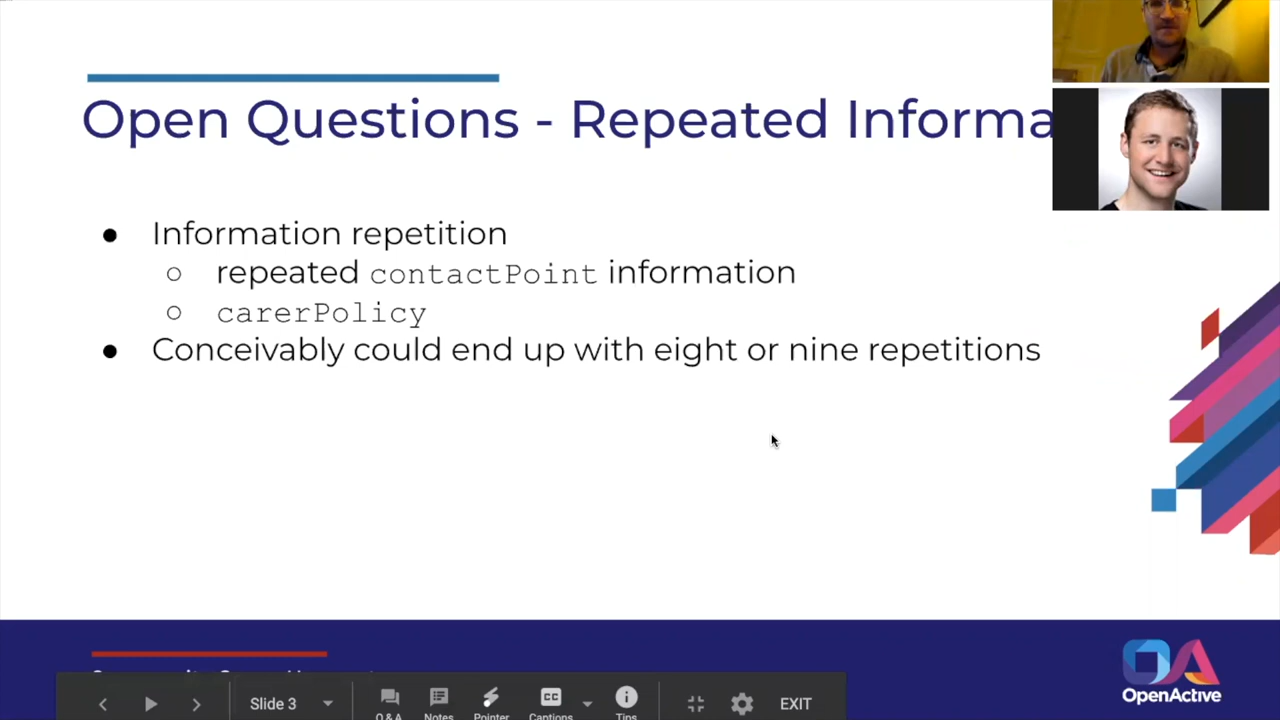 Open Questions - Repeated Informa
Information repetition
repeated contactPoint information
carerPolicy
Conceivably could end up with eight or nine repetitions
OpenActive
Slide 3
Q&A
Notes
Pointer
CC
Captions
Tips
EXIT